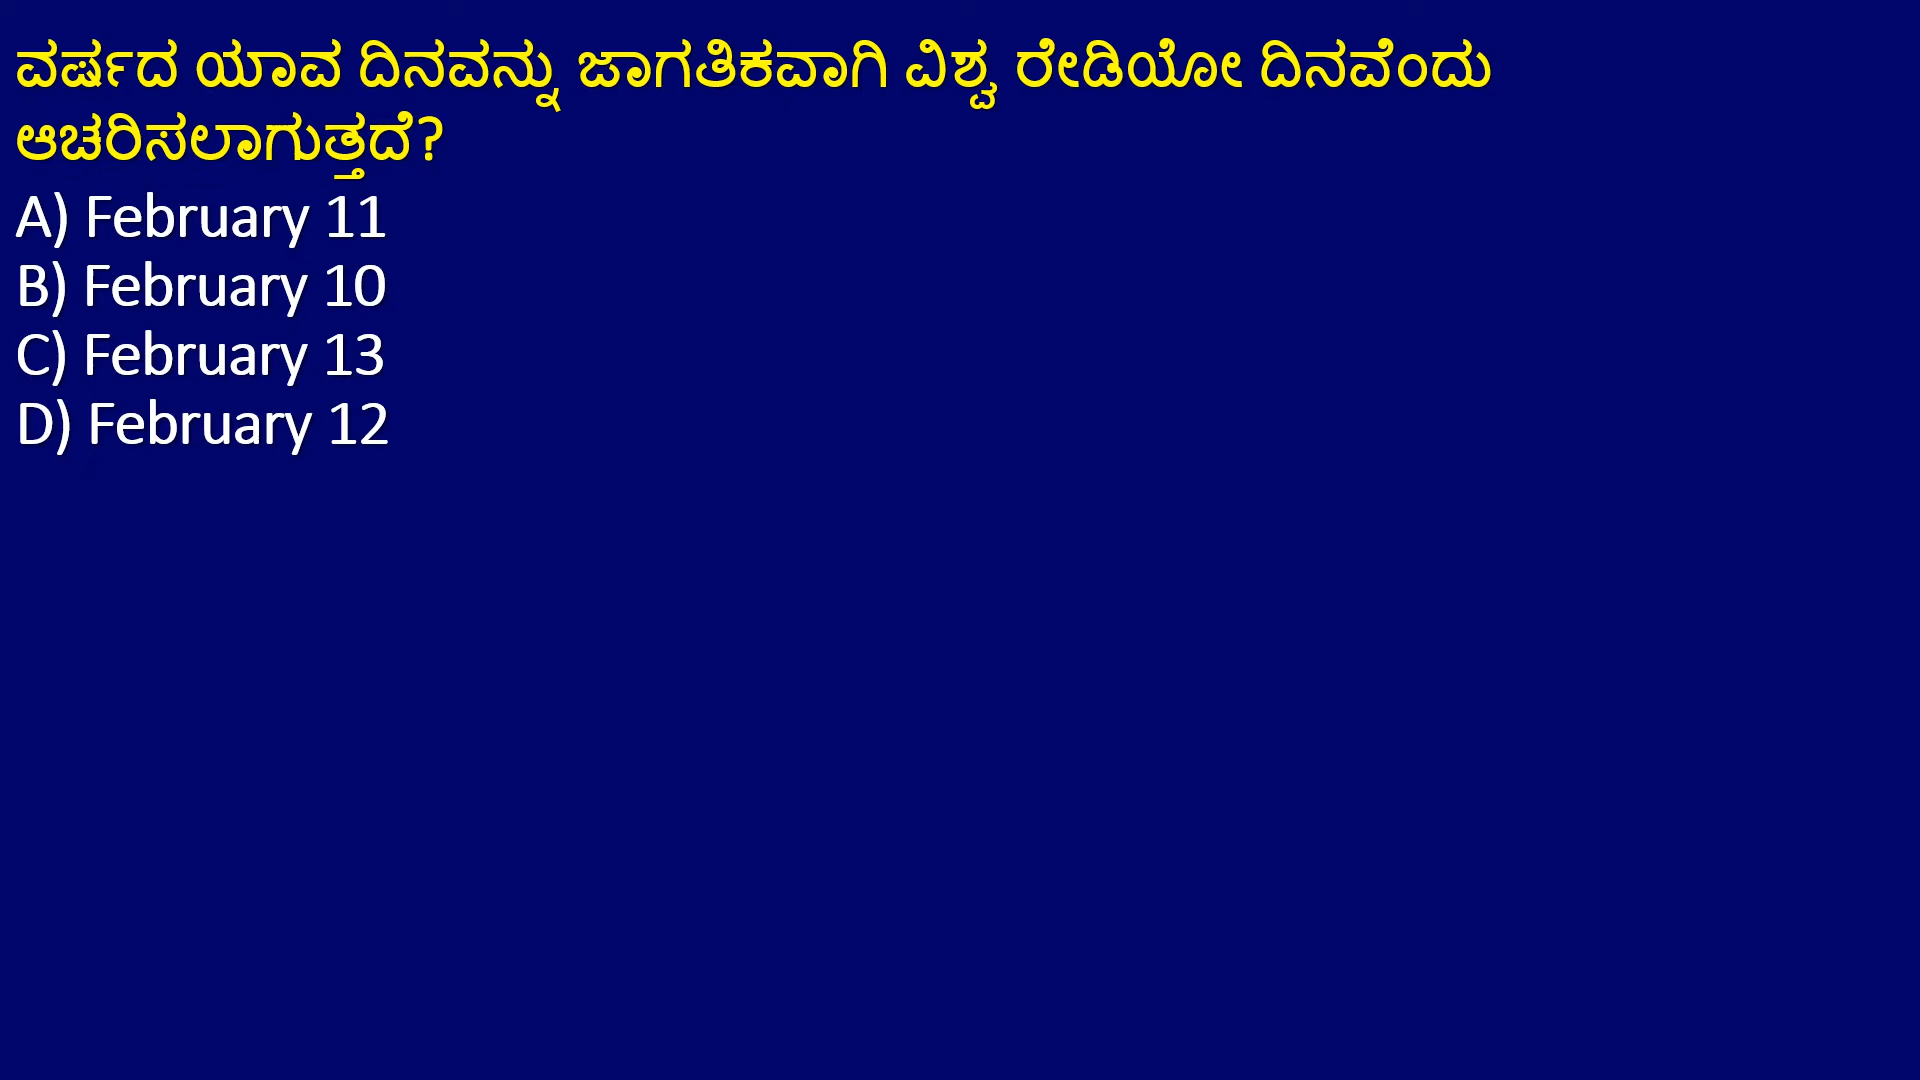 ವರ್ಷದ ಯಾವ ದಿನವನ್ನು ಜಾಗತಿಕವಾಗಿ ವಿಶ್ವ ರೇಡಿಯೋ ದಿನವೆಂದು
ಆಚರಿಸಲಾಗುತ್ತದೆ?
A) February 11
B) February 10
C) February 13
D) February 12